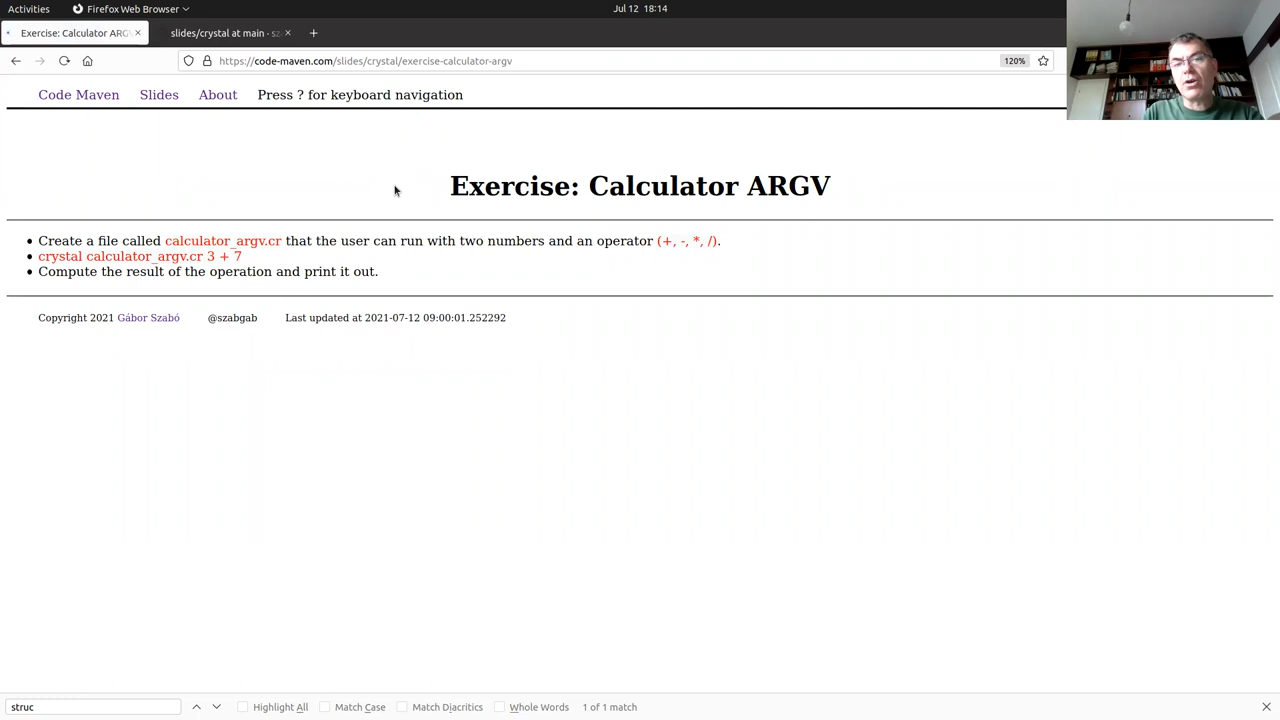 Activities
Firefox Web Browser
Jul 12 18:14
Exercise: Calculator ARG
slides/crystal at main · sz
https://code-maven.com/slides/crystal/exercise-calculator-argv
120%
Code Maven Slides About Press ? for keyboard navigation
Exercise: Calculator ARGV
• Create a file called calculator_argv.cr that the user can run with two numbers and an operator (+, -, *, /).
• crystal calculator_argv.cr 3 + 7
• Compute the result of the operation and print it out.
Copyright 2021 Gábor Szabó @szabgab Last updated at 2021-07-12 09:00:01.252292
struc
Highlight All Match Case Match Diacritics Whole Words 1 of 1 match